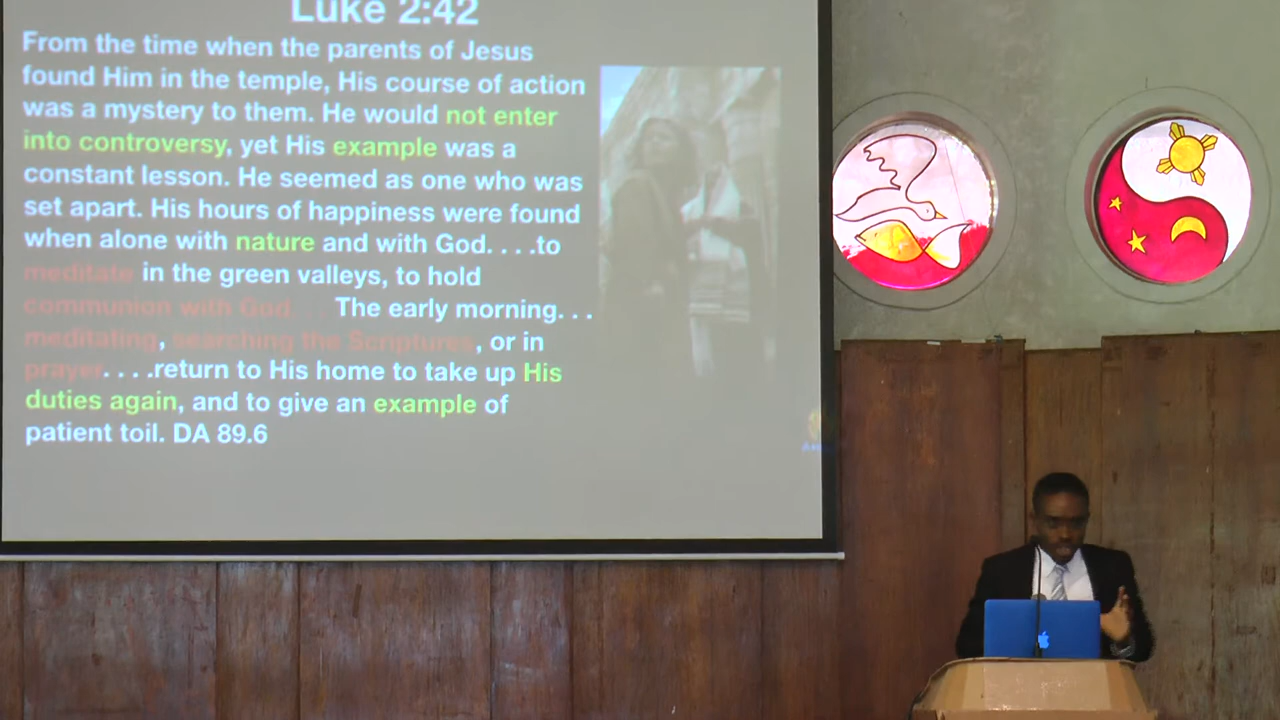 Luke 2:42
From the time when the parents of Jesus
found Him in the temple, His course of action
was a mystery to them. He would not enter
into controversy, yet His example was a
constant lesson. He seemed as one who was
set apart. His hours of happiness were found
when alone with nature and with God. . . .to
meditate in the green valleys, to hold
communion with God. . . The early morning. . .
meditating, searching the Scriptures, or in
prayer. . . .return to His home to take up His
duties again, and to give an example of
patient toil. DA 89.6